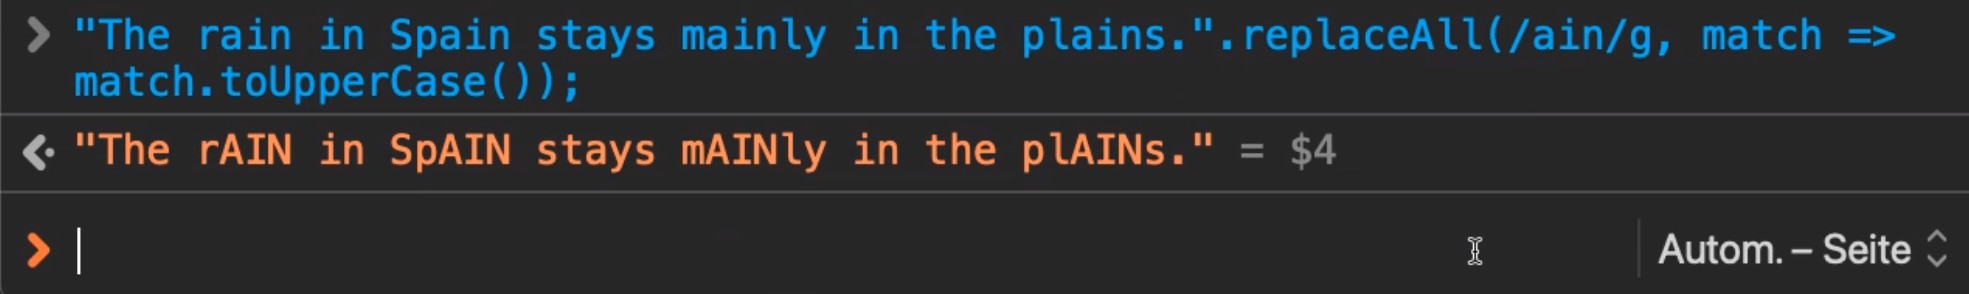 "The rain in Spain stays mainly in the plains.".replaceAll(/ain/g, match =>
match.toUpperCase());
"The rAIN in SpAIN stays mAINly in the plAINs." = $4
Autom. – Seite